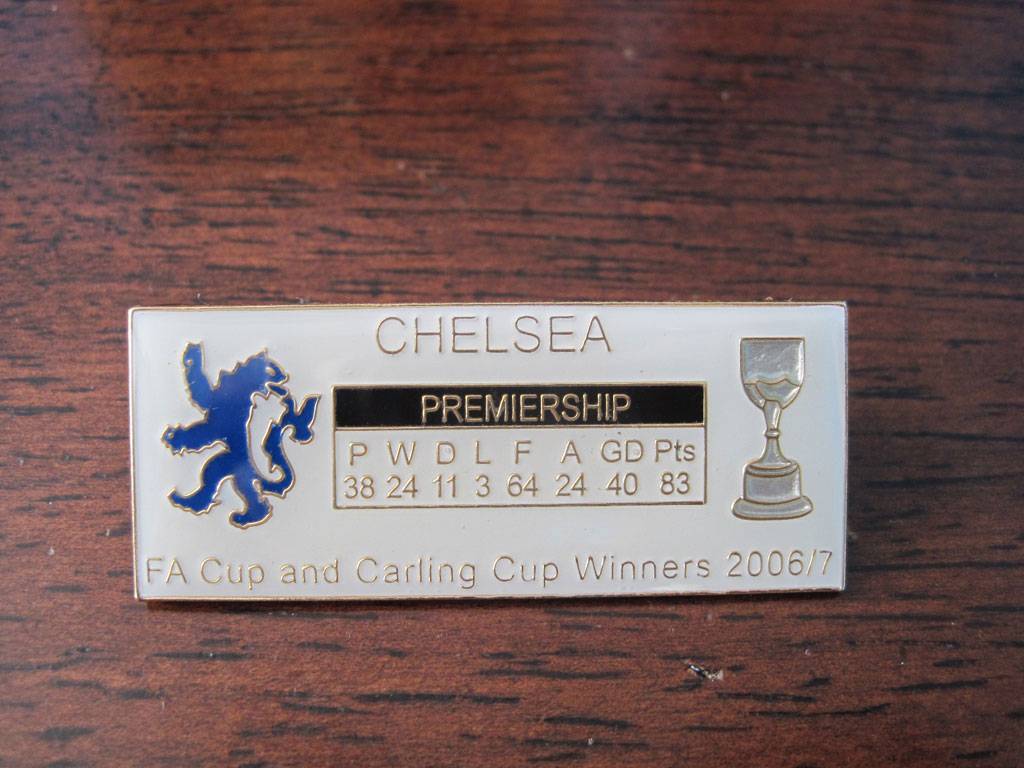 CHELSEA
PREMIERSHIP
P W D L F A GD Pts
38 24 11 3 64 24 40 83
FA Cup and Carling Cup Winners 2006/7